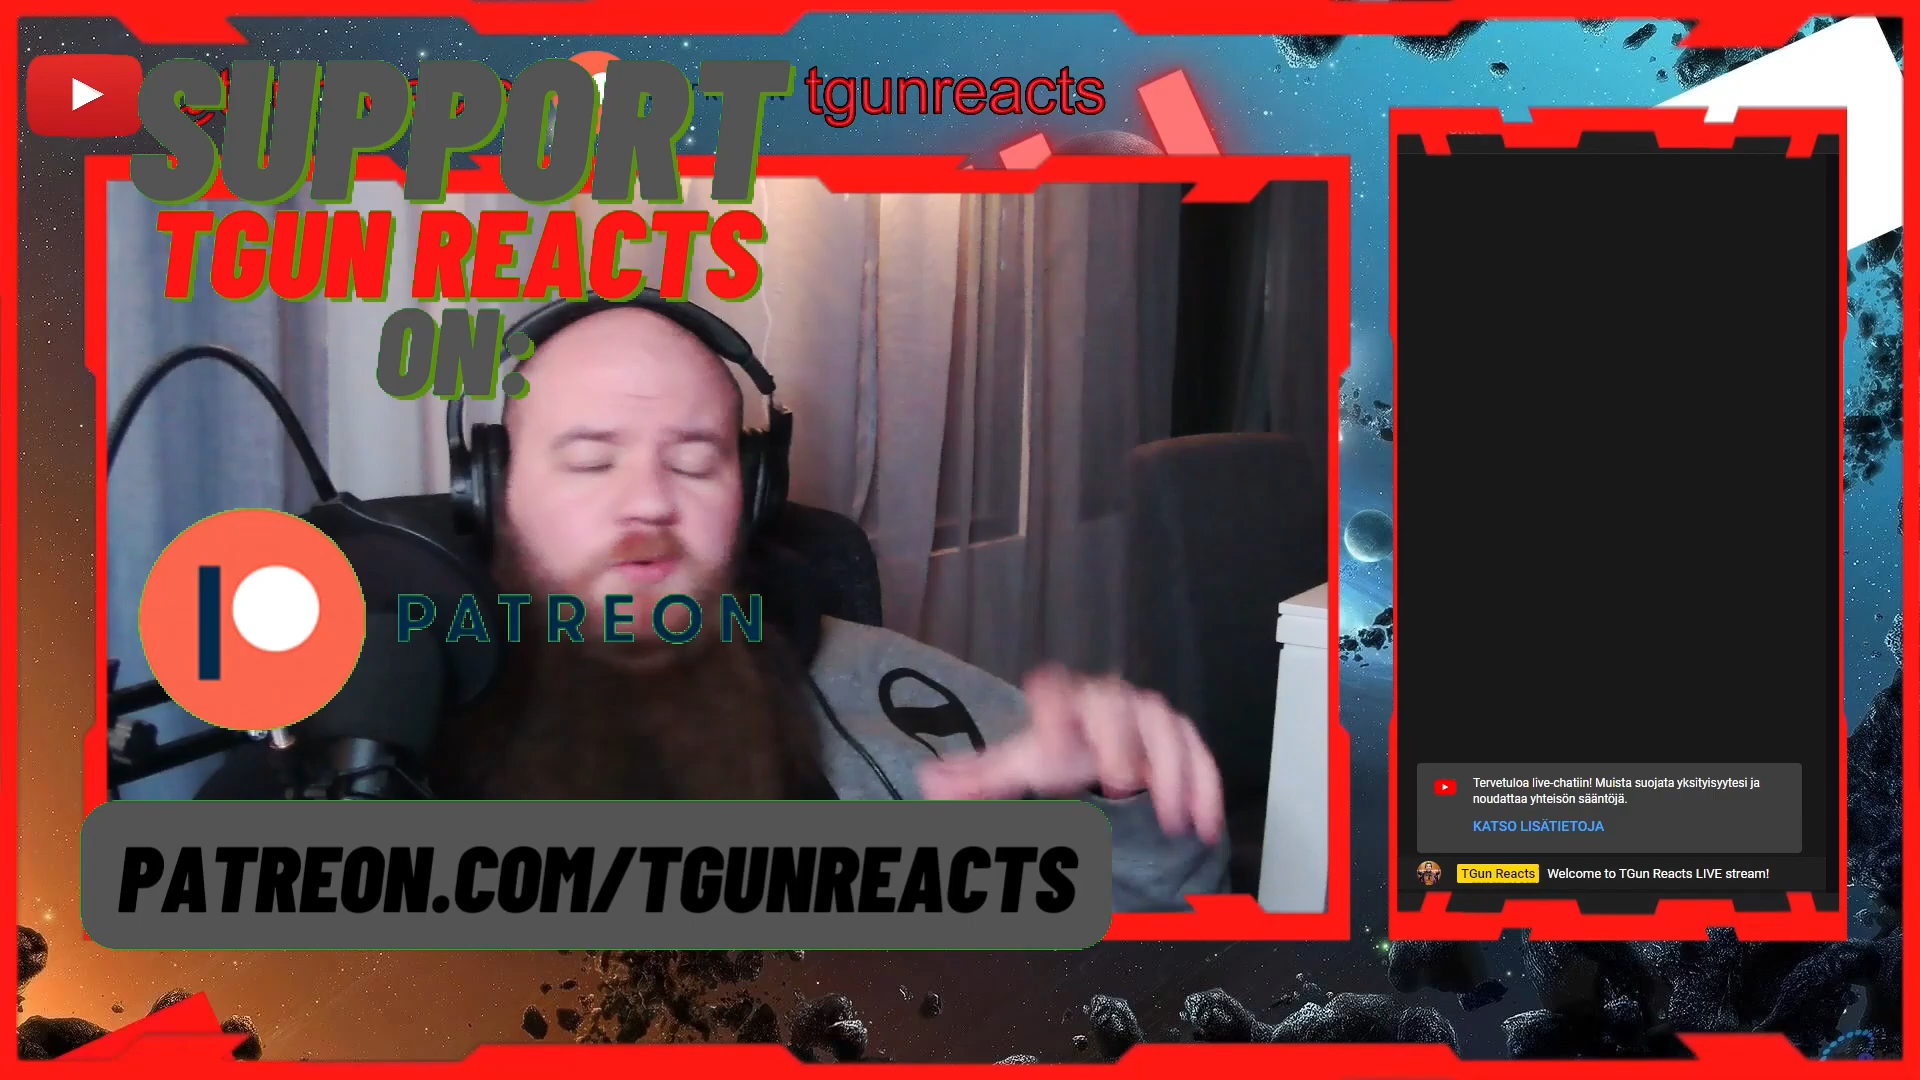 tgunreacts
SUPPORT
TGUN REACTS
ON:
PATREON
PATREON.COM/TGUNREACTS
Tervetuloa live-chatiin! Muista suojata yksityisyytesi ja
noudattaa yhteisön sääntöjä.
KATSO LISÄTIETOJA
TGun Reacts Welcome to TGun Reacts LIVE stream!